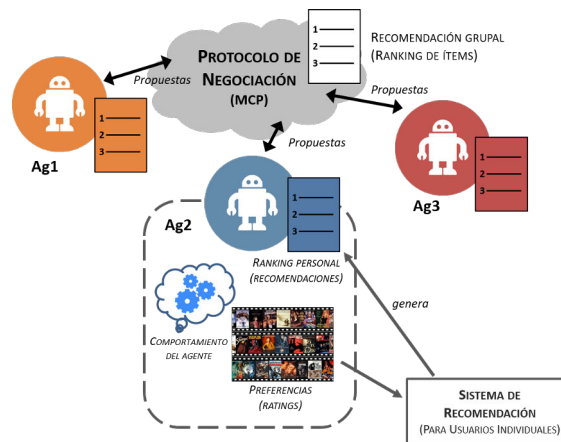 PROTOCOLO DE
NEGOCIACIÓN
(MCP)
1
2
3
RECOMENDACIÓN GRUPAL
(RANKING DE ÍTEMS)
Propuestas
Propuestas
Propuestas
1
2
3
Ag1
1
2
3
Ag3
Ag2
1
2
3
RANKING PERSONAL
(RECOMENDACIONES)
COMPORTAMIENTO
DEL AGENTE
PREFERENCIAS
(RATINGS)
genera
SISTEMA DE
RECOMENDACIÓN
(PARA USUARIOS INDIVIDUALES)